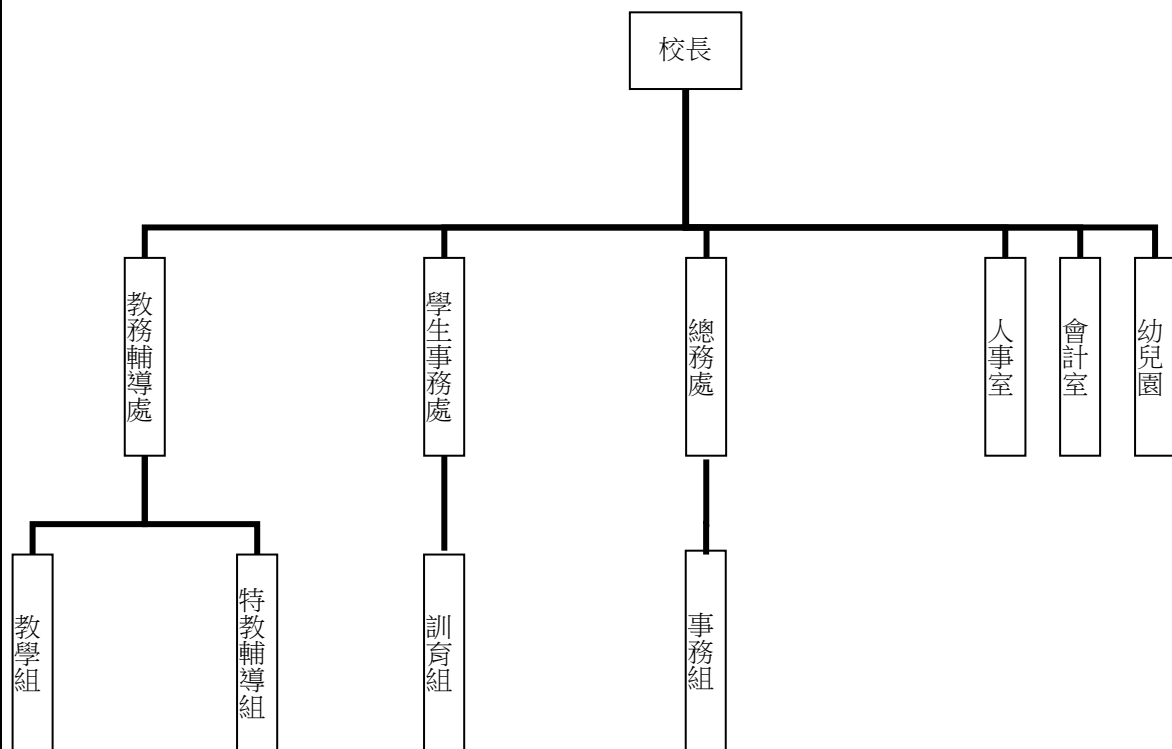 校長
教務輔導處
學生事務處
總務處
人事室
會計室
幼兒園
教學組
特教輔導組
訓育組
事務組